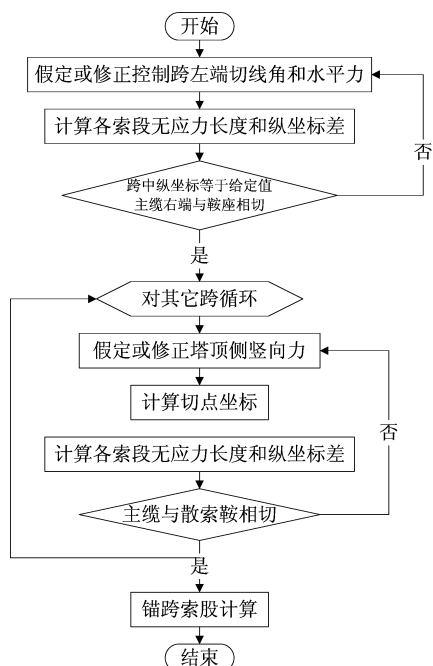 开始
假定或修正控制跨左端切线角和水平力
计算各索段无应力长度和纵坐标差
跨中纵坐标等于给定值
主缆右端与鞍座相切
否
是
对其它跨循环
假定或修正塔顶侧竖向力
计算切点坐标
否
计算各索段无应力长度和纵坐标差
主缆与散索鞍相切
是
锚跨索股计算
结束